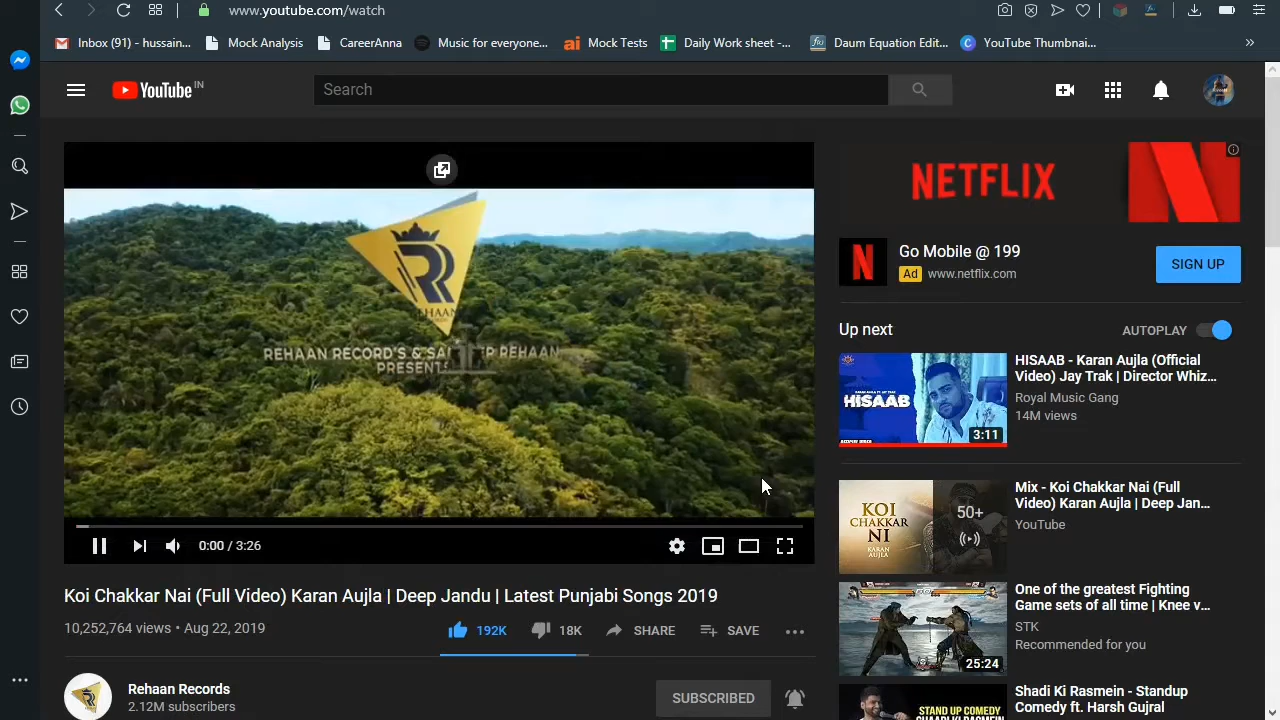 www.youtube.com/watch
Inbox (91) - hussain...
Mock Analysis
CareerAnna
Music for everyone...
ai
Mock Tests
Daily Work sheet -...
Daum Equation Edit...
YouTube Thumbnai...
YouTube IN
Search
REHAAN RECORD'S &
REHAAN
PRESENTS
0:00 / 3:26
Koi Chakkar Nai (Full Video) Karan Aujla | Deep Jandu | Latest Punjabi Songs 2019
10,252,764 views • Aug 22, 2019
192K
18K
SHARE
SAVE
Rehaan Records
2.12M subscribers
SUBSCRIBED
NETFLIX
Go Mobile @ 199
Ad www.netflix.com
SIGN UP
Up next
AUTOPLAY
HISAAB
3:11
HISAAB - Karan Aujla (Official
Video) Jay Trak | Director Whiz...
Royal Music Gang
14M views
KOI
CHAKKAR
NI
KARAN
AUJLA
50+
Mix - Koi Chakkar Nai (Full
Video) Karan Aujla | Deep Jan...
YouTube
25:24
One of the greatest Fighting
Game sets of all time | Knee v...
STK
Recommended for you
STAND UP COMEDY
Shadi Ki Rasmein - Standup
Comedy ft. Harsh Gujral